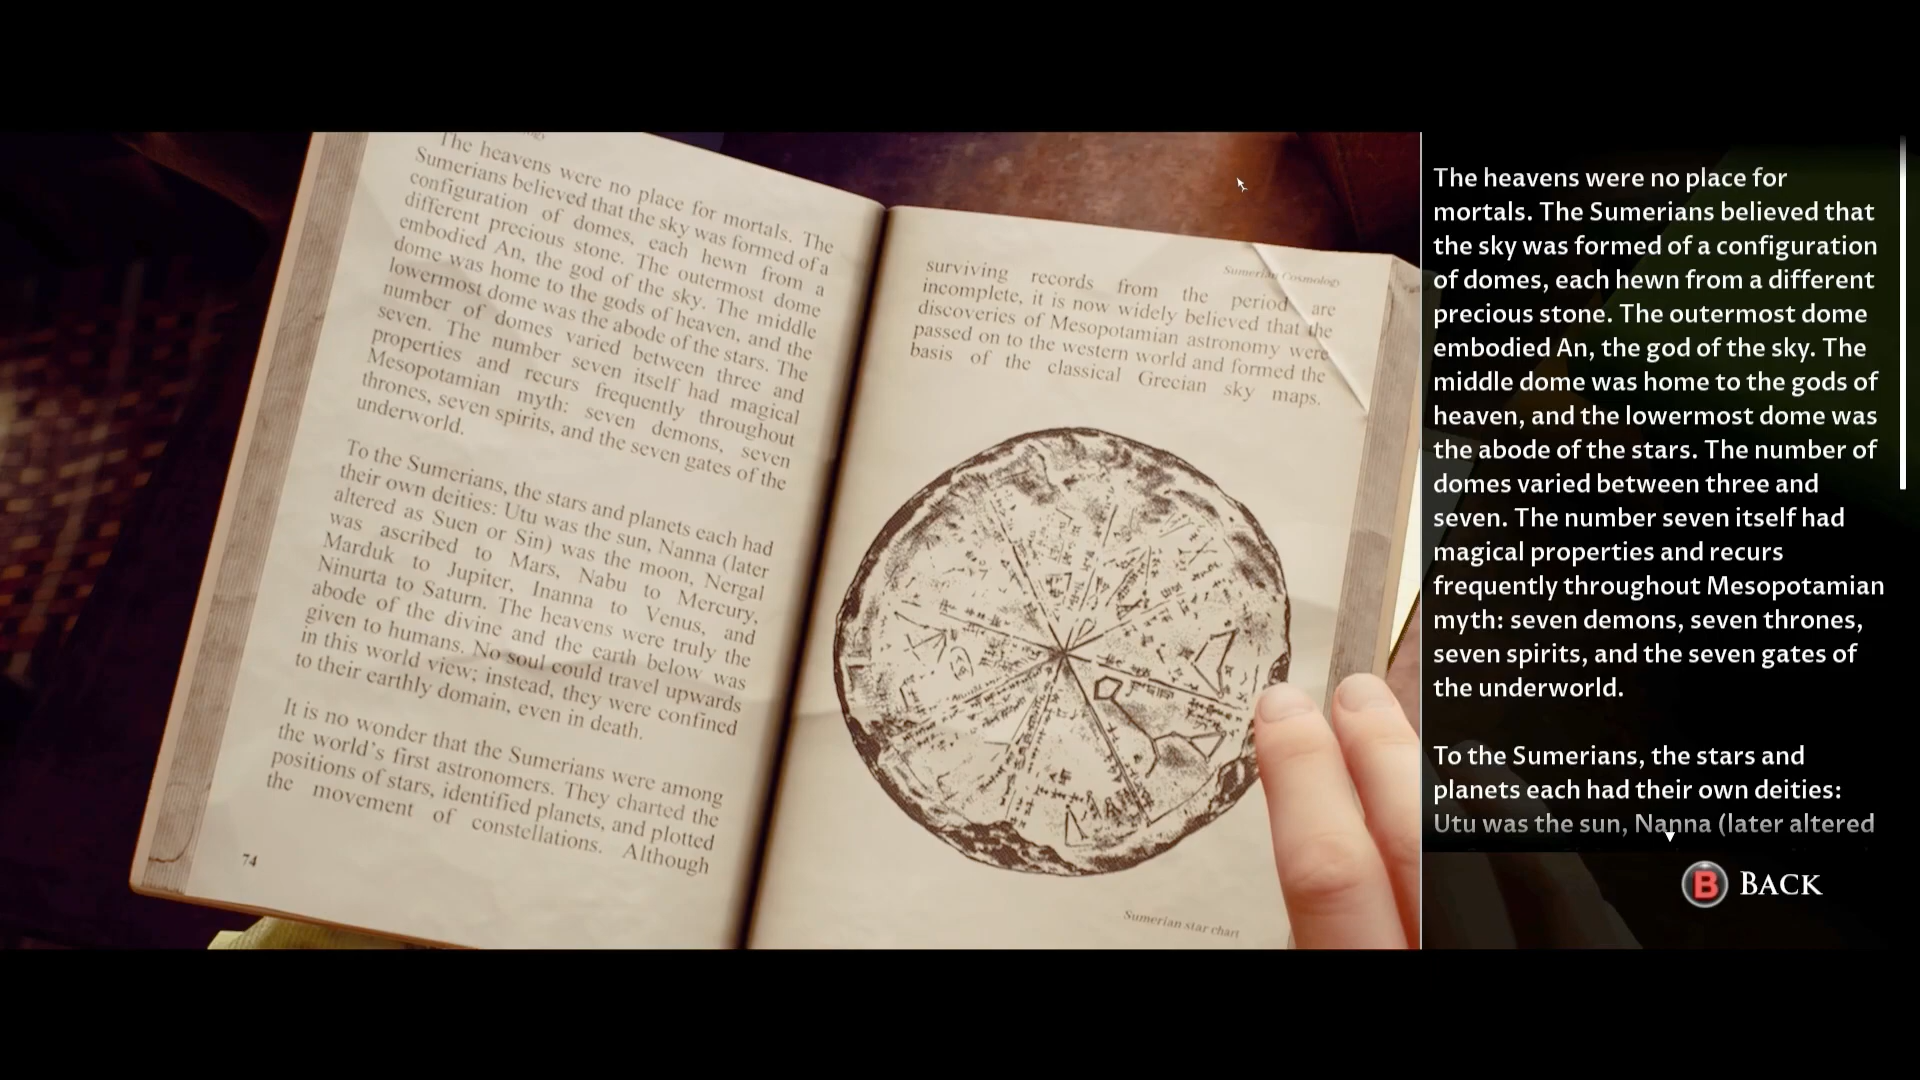 The heavens were no place for mortals. The
Sumerians believed that the sky was formed of a
configuration of domes, each hewn from a
different precious stone. The outermost dome
embodied An, the god of the sky. The middle
dome was home to the gods of heaven, and the
lowermost dome was the abode of the stars. The
number of domes varied between three and
seven. The number seven itself had magical
properties and recurs frequently throughout
Mesopotamian myth: seven demons, seven
thrones, seven spirits, and the seven gates of the
underworld.
To the Sumerians, the stars and planets each had
their own deities: Utu was the sun, Nanna (later
altered as Suen or Sin) was the moon, Nergal
was ascribed to Mars, Nabu to Mercury,
Marduk to Jupiter, Inanna to Venus, and
Ninurta to Saturn. The heavens were truly the
abode of the divine and the earth below was
given to humans. No soul could travel upwards
in this world view; instead, they were confined
to their earthly domain, even in death.
It is no wonder that the Sumerians were among
the world's first astronomers. They charted the
positions of stars, identified planets, and plotted
the movement of constellations. Although
74
Sumerian Cosmology
surviving records from the period are
incomplete, it is now widely believed that the
discoveries of Mesopotamian astronomy were
passed on to the western world and formed the
basis of the classical Grecian sky maps.
Sumerian star chart
The heavens were no place for
mortals. The Sumerians believed that
the sky was formed of a configuration
of domes, each hewn from a different
precious stone. The outermost dome
embodied An, the god of the sky. The
middle dome was home to the gods of
heaven, and the lowermost dome was
the abode of the stars. The number of
domes varied between three and
seven. The number seven itself had
magical properties and recurs
frequently throughout Mesopotamian
myth: seven demons, seven thrones,
seven spirits, and the seven gates of
the underworld.
To the Sumerians, the stars and
planets each had their own deities:
Utu was the sun, Nanna (later altered
B BACK